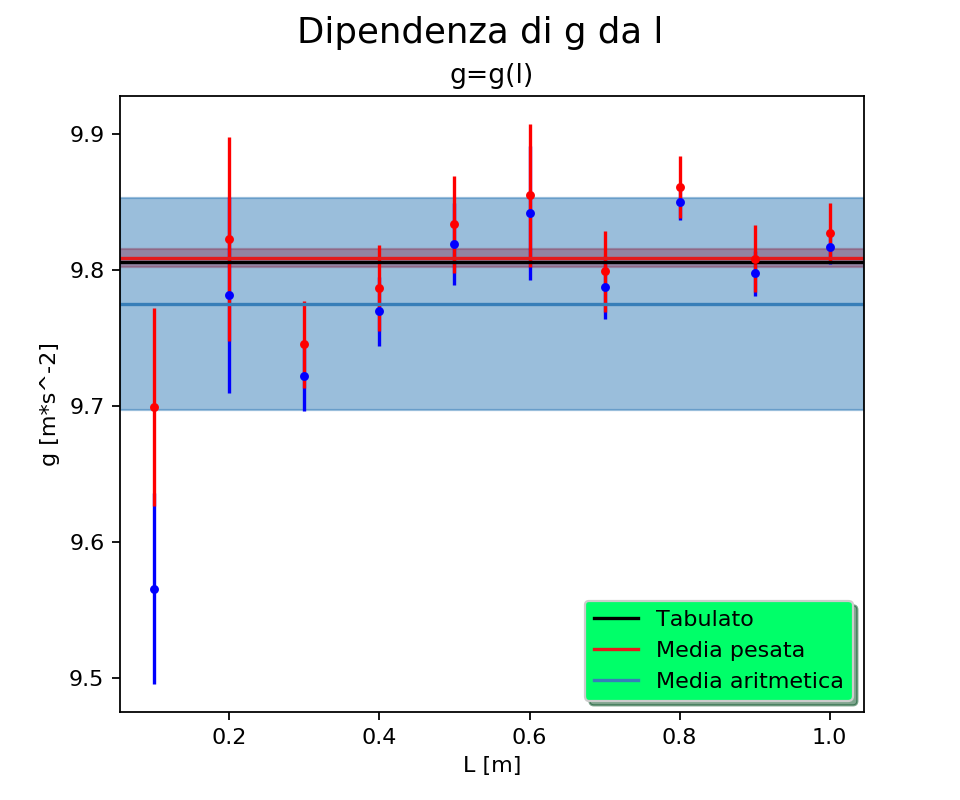 Dipendenza di g da l
g=g(l)
9.9
9.8
9.7
9.6
9.5
g [m*s^-2]
0.2 0.4 0.6 0.8 1.0
L [m]
Tabulato
Media pesata
Media aritmetica